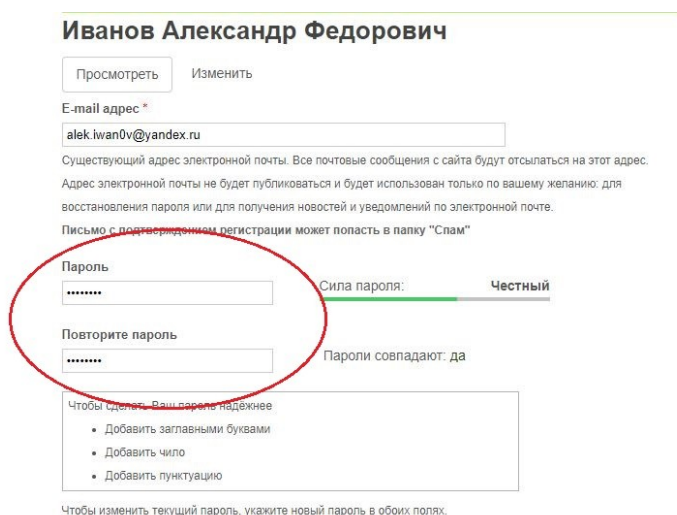 Иванов Александр Федорович
Просмотреть Изменить
E-mail адрес *
alek.iwan0v@yandex.ru
Существующий адрес электронной почты. Все почтовые сообщения с сайта будут отсылаться на этот адрес.
Адрес электронной почты не будет публиковаться и будет использован только по вашему желанию: для
восстановления пароля или для получения новостей и уведомлений по электронной почте.
Письмо с подтверждением регистрации может попасть в папку "Спам"
Пароль
••••••••
Сила пароля: Честный
Повторите пароль
••••••••
Пароли совпадают: да
Чтобы сделать Ваш пароль надежнее
• Добавить заглавными буквами
• Добавить чило
• Добавить пунктуацию
Чтобы изменить текущий пароль, укажите новый пароль в обоих полях.